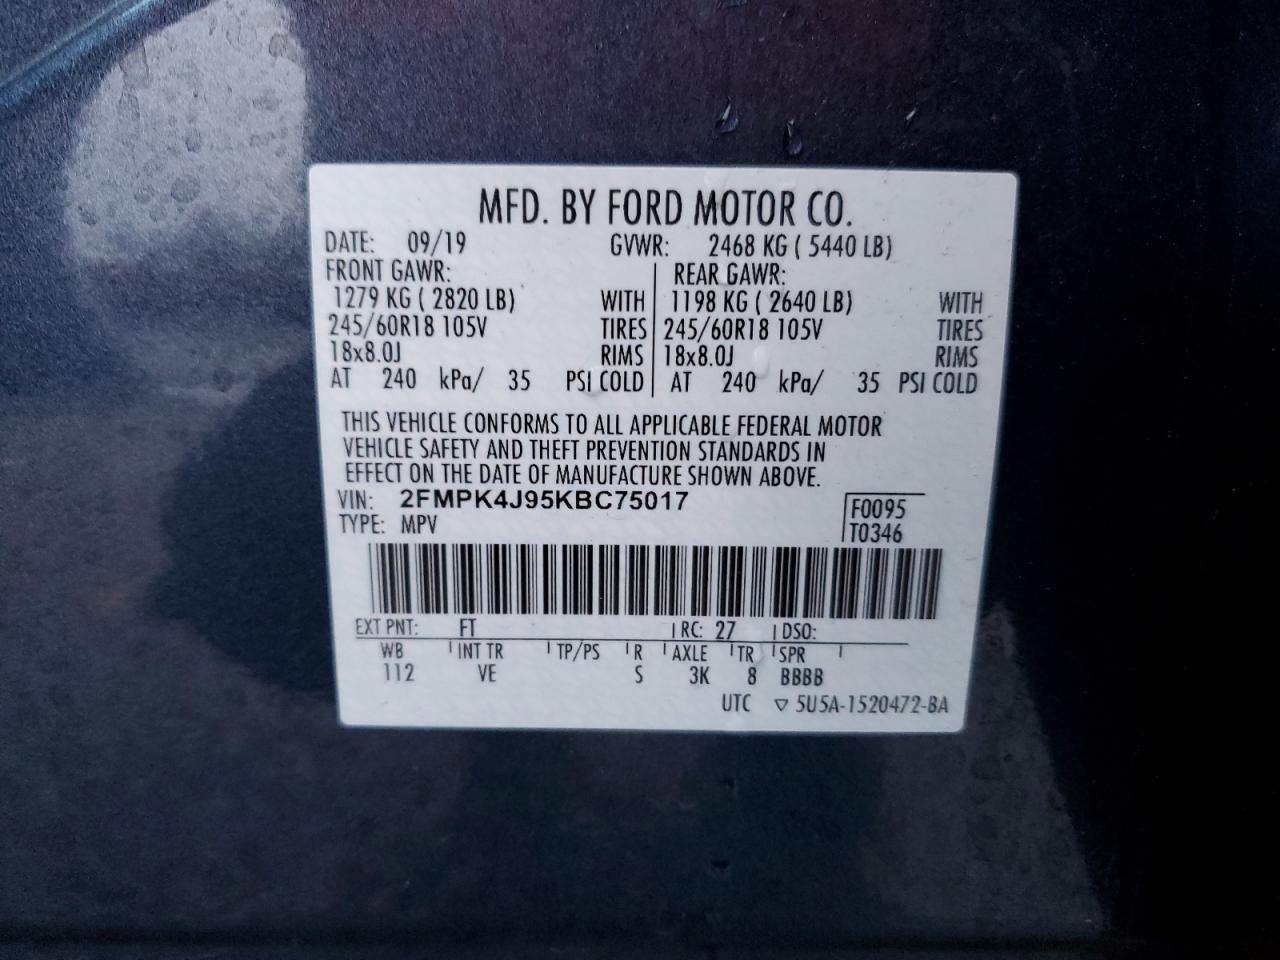 MFD. BY FORD MOTOR CO.
DATE: 09/19 GVWR: 2468 KG ( 5440 LB)
FRONT GAWR: REAR GAWR:
1279 KG ( 2820 LB) WITH 1198 KG ( 2640 LB) WITH
245/60R18 105V TIRES 245/60R18 105V TIRES
18x8.0J RIMS 18x8.0J RIMS
AT 240 kPa/ 35 PSI COLD AT 240 kPa/ 35 PSI COLD
THIS VEHICLE CONFORMS TO ALL APPLICABLE FEDERAL MOTOR
VEHICLE SAFETY AND THEFT PREVENTION STANDARDS IN
EFFECT ON THE DATE OF MANUFACTURE SHOWN ABOVE.
VIN: 2FMPK4J95KBC75017
TYPE: MPV
F0095
T0346
EXT PNT: FT RC: 27 DSO:
WB INT TR TP/PS R AXLE TR SPR
112 VE S 3K 8 BBBB
UTC ▽ 5U5A-1520472-BA